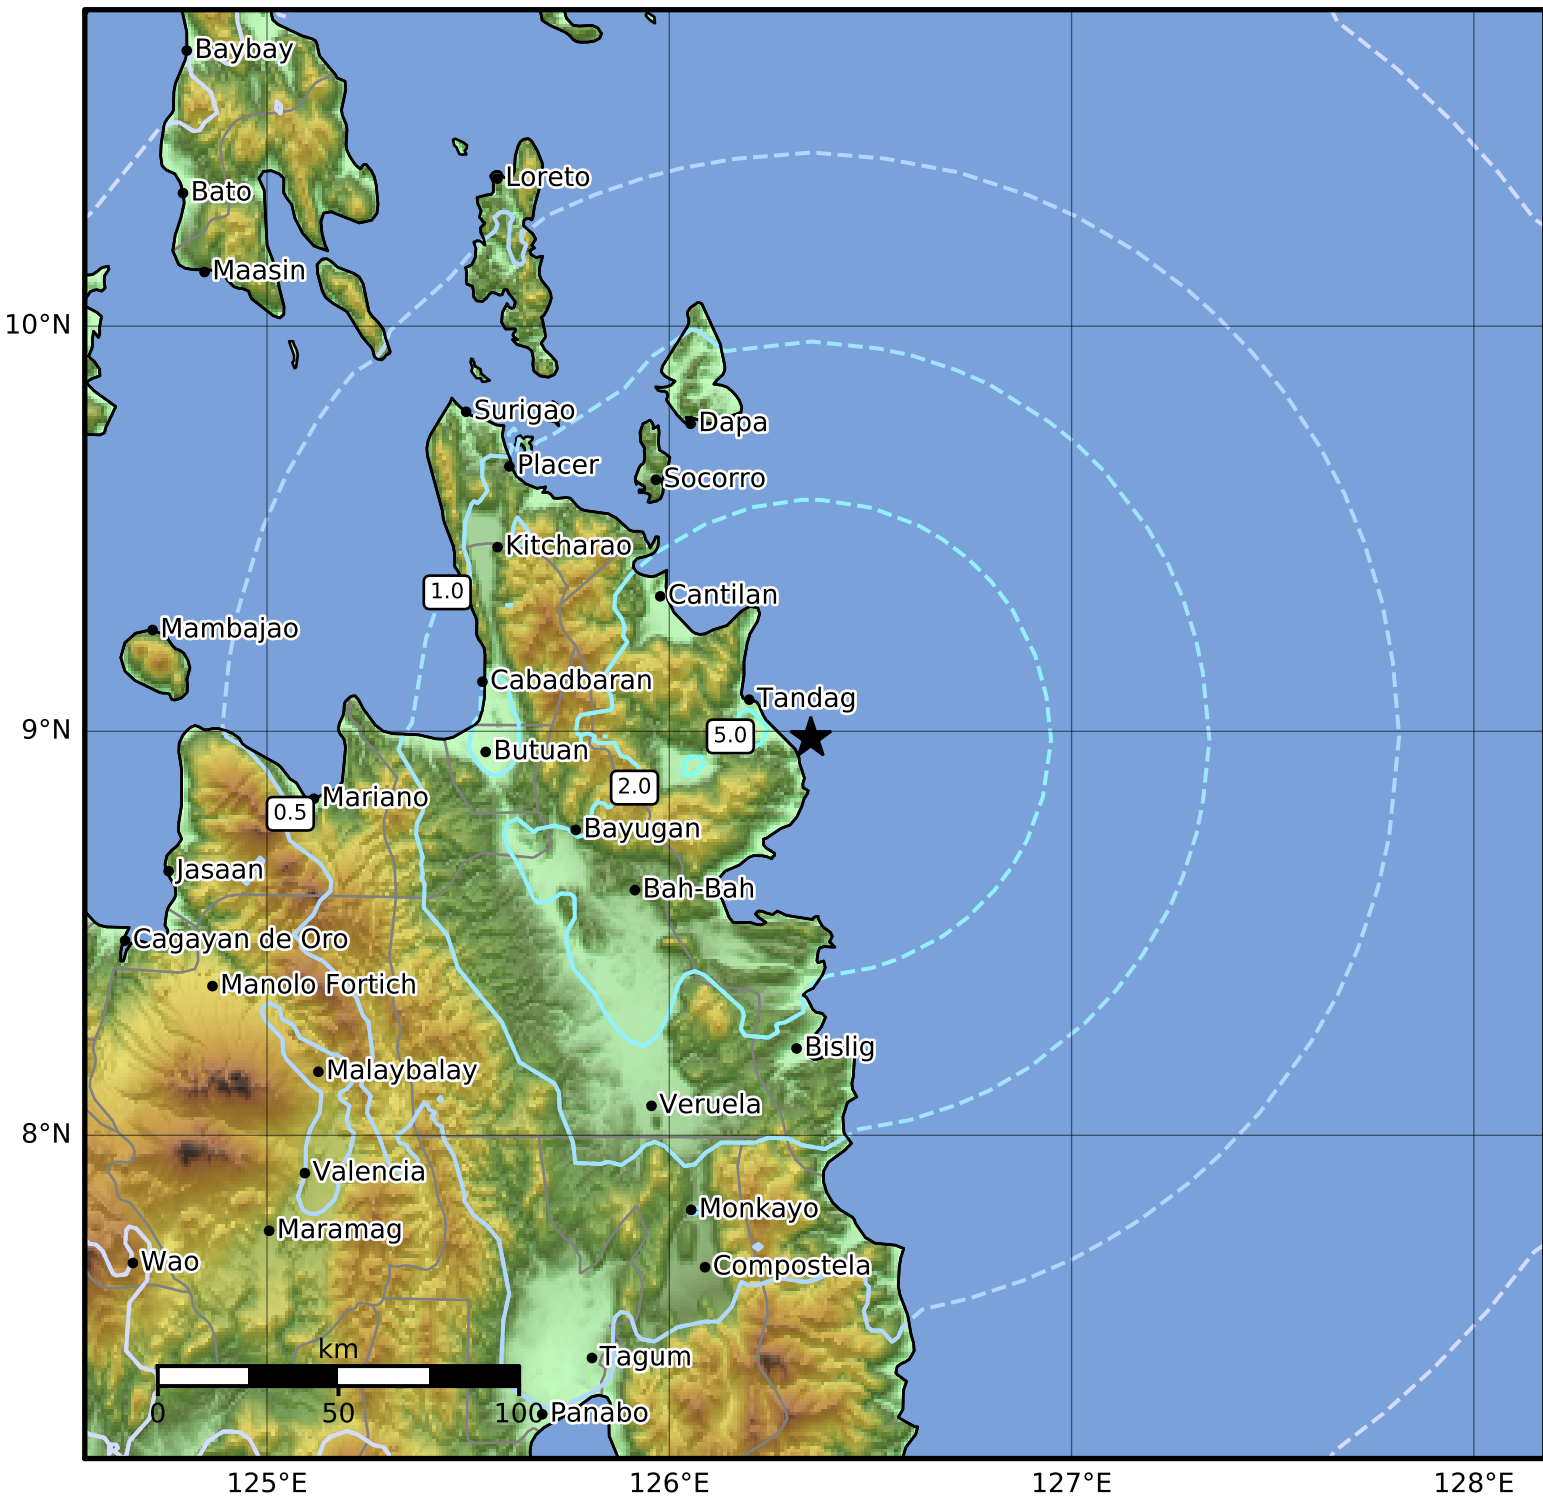 Baybay
Loreto
Bato
Maasin
10°N
Surigao
Dapa
Placer
Socorro
Kitcharao
1.0
Cantilan
Mambajao
Cabadbaran
Tandag
9°N
5.0
Butuan
2.0
Mariano
0.5
Bayugan
Jasaan
Bah-Bah
Cagayan de Oro
Manolo Fortich
Bislig
Malaybalay
Veruela
8°N
Valencia
Monkayo
Maramag
Wao
Compostela
km
Tagum
0 50 100
Panabo
125°E 126°E 127°E 128°E